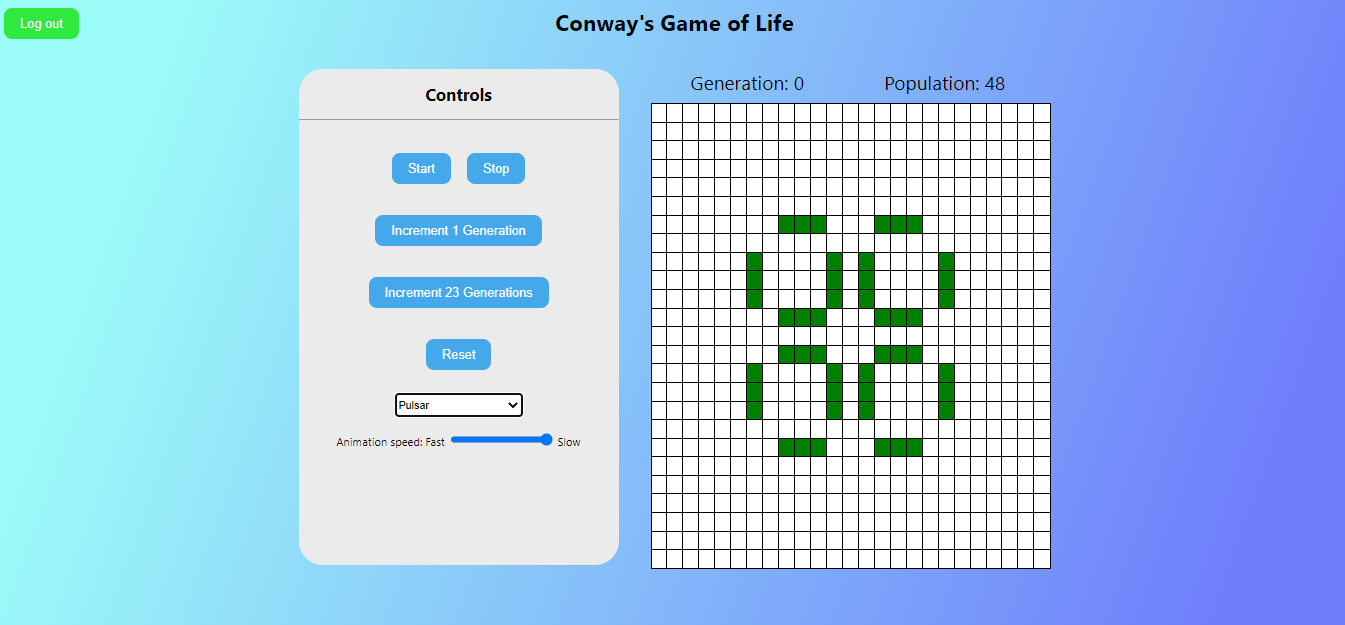 Log out
Conway's Game of Life
Controls
Start Stop
Increment 1 Generation
Increment 23 Generations
Reset
Pulsar
Animation speed: Fast Slow
Generation: 0 Population: 48